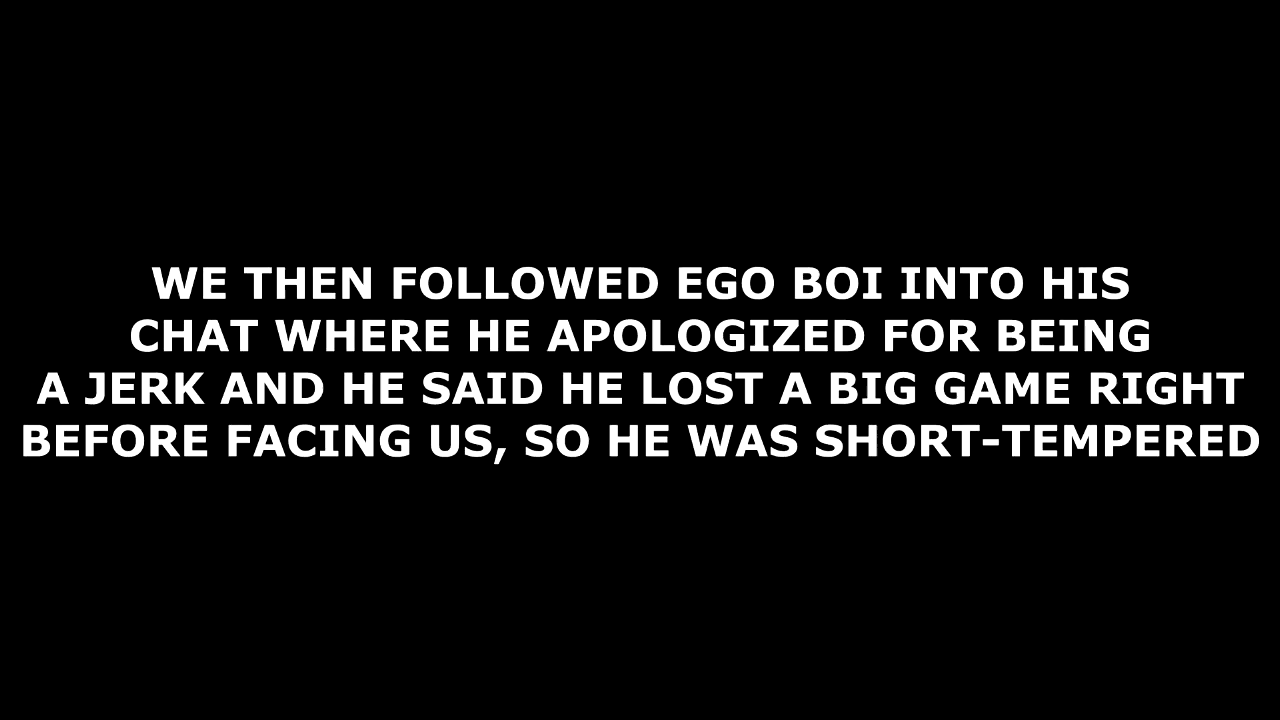 WE THEN FOLLOWED EGO BOI INTO HIS
CHAT WHERE HE APOLOGIZED FOR BEING
A JERK AND HE SAID HE LOST A BIG GAME RIGHT
BEFORE FACING US, SO HE WAS SHORT-TEMPERED